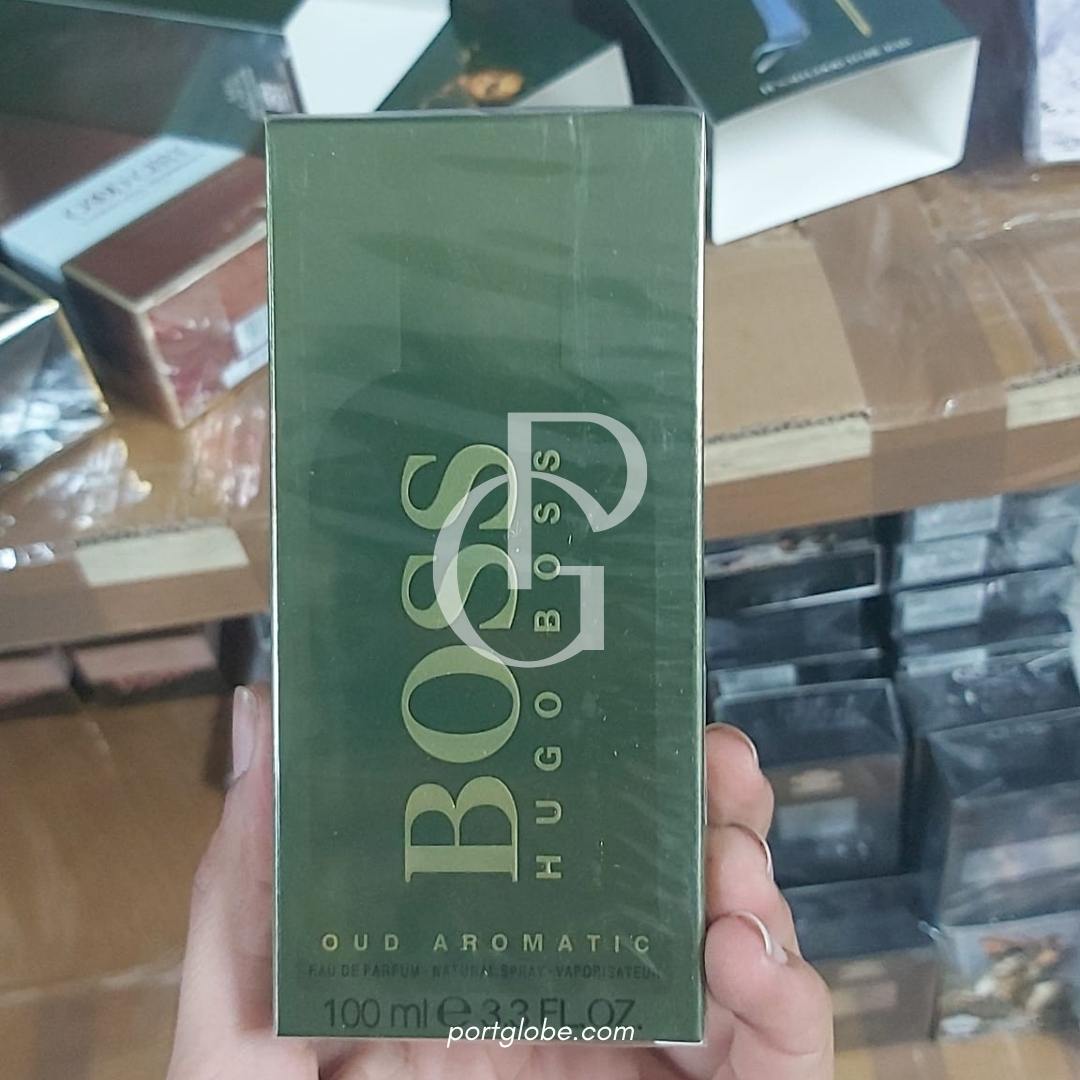 BOSS
HUGO BOSS
OUD AROMATIC
EAU DE PARFUM · NATURAL SPRAY · VAPORISATEUR
100 ml ℮ 3.3 FL.OZ.
PG
portglobe.com